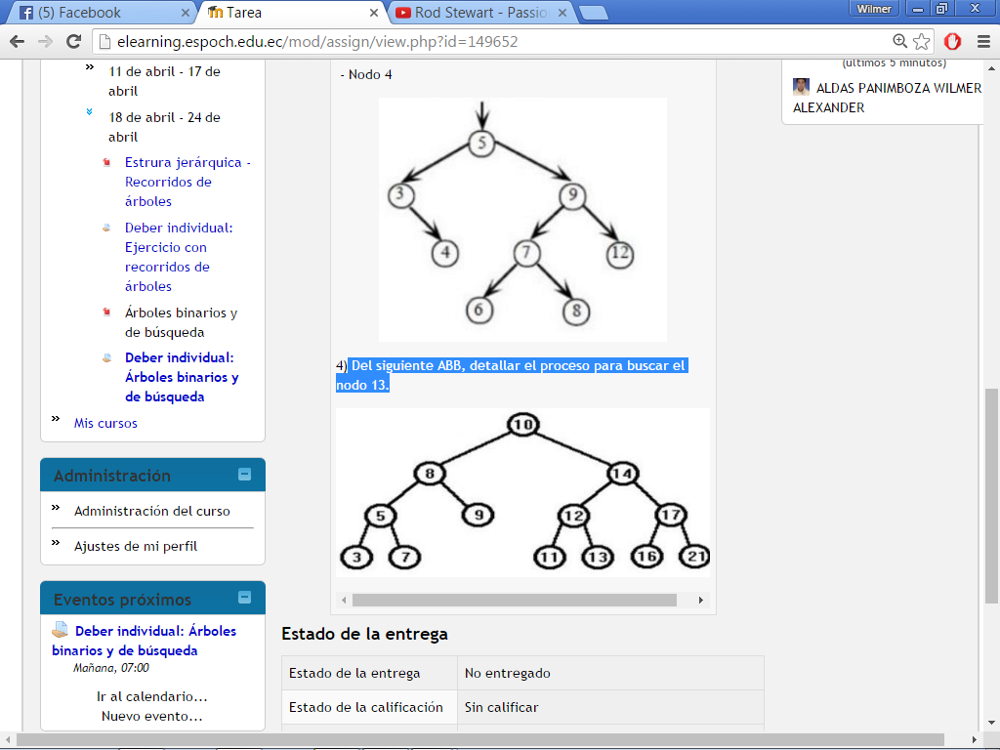 (5) Facebook
Tarea
Rod Stewart - Passio
Wilmer
elearning.espoch.edu.ec/mod/assign/view.php?id=149652
11 de abril - 17 de
abril
18 de abril - 24 de
abril
Estrura jerárquica -
Recorridos de
árboles
Deber individual:
Ejercicio con
recorridos de
árboles
Árboles binarios y
de búsqueda
Deber individual:
Árboles binarios y
de búsqueda
Mis cursos
Administración
Administración del curso
Ajustes de mi perfil
Eventos próximos
Deber individual: Árboles
binarios y de búsqueda
Mañana, 07:00
Ir al calendario...
Nuevo evento...
- Nodo 4
5
3
9
4
7
12
6
8
4) Del siguiente ABB, detallar el proceso para buscar el
nodo 13.
10
8
14
5
9
12
17
3
7
11
13
16
21
Estado de la entrega
Estado de la entrega
No entregado
Estado de la calificación
Sin calificar
(últimos 5 minutos)
ALDAS PANIMBOZA WILMER
ALEXANDER